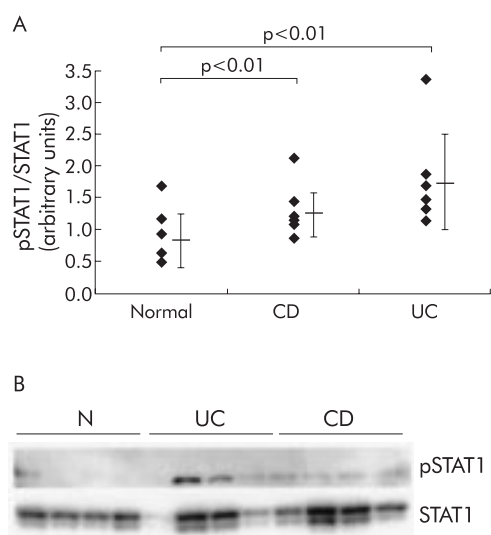 A
p<0.01
p<0.01
pSTAT1/STAT1
(arbitrary units)
3.5
3.0
2.5
2.0
1.5
1.0
0.5
0.0
Normal CD UC
B
N UC CD
pSTAT1
STAT1